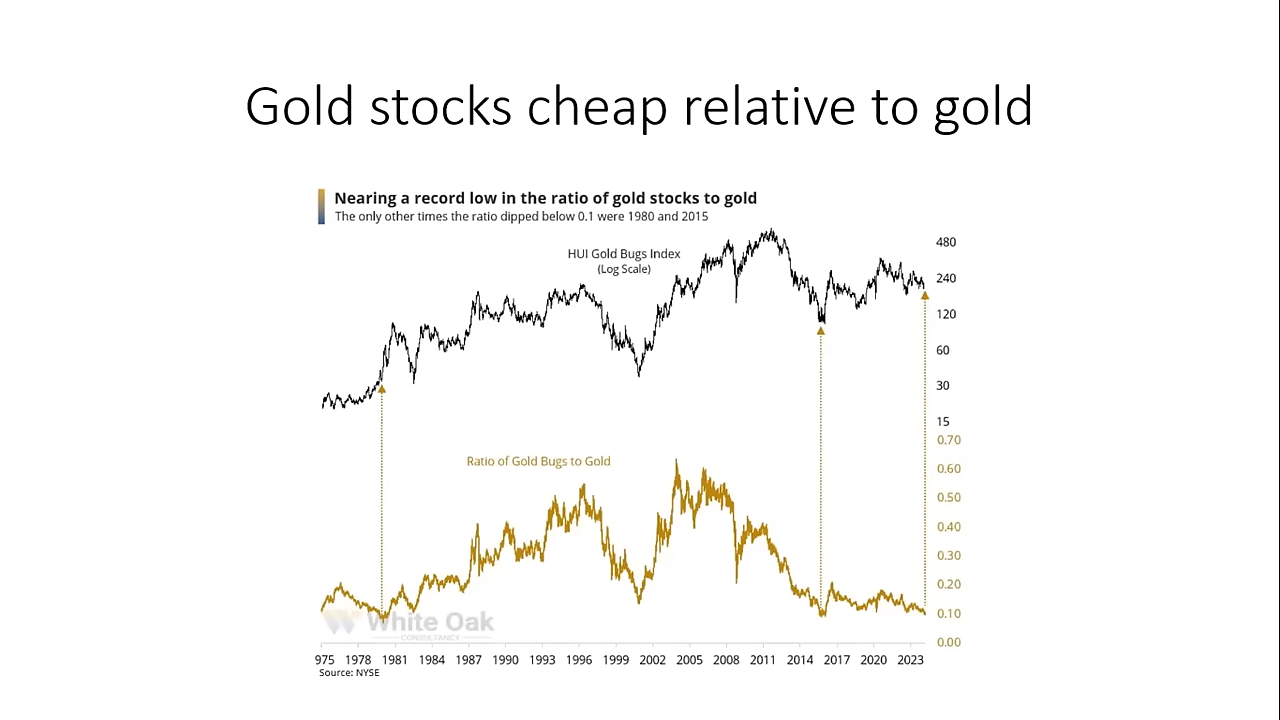 Gold stocks cheap relative to gold
Nearing a record low in the ratio of gold stocks to gold
The only other times the ratio dipped below 0.1 were 1980 and 2015
HUI Gold Bugs Index
(Log Scale)
480
240
120
60
30
15
0.70
Ratio of Gold Bugs to Gold
0.60
0.50
0.40
0.30
0.20
0.10
White Oak
CONSULTANCY
0.00
975 1978 1981 1984 1987 1990 1993 1996 1999 2002 2005 2008 2011 2014 2017 2020 2023
Source: NYSE